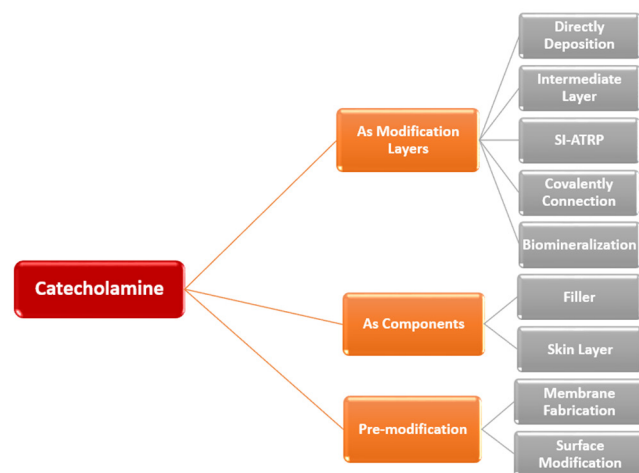 Directly
Deposition
Intermediate
Layer
As Modification
Layers
SI-ATRP
Covalently
Connection
Biomineralization
Catecholamine
Filler
As Components
Skin Layer
Membrane
Fabrication
Pre-modification
Surface
Modification